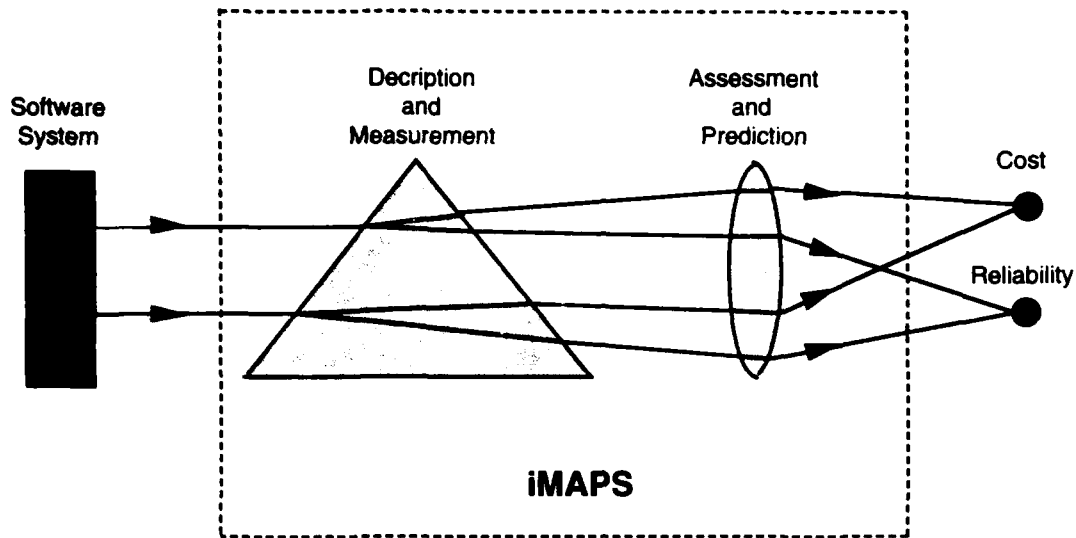 Software
System
Decription
and
Measurement
Assessment
and
Prediction
Cost
Reliability
iMAPS